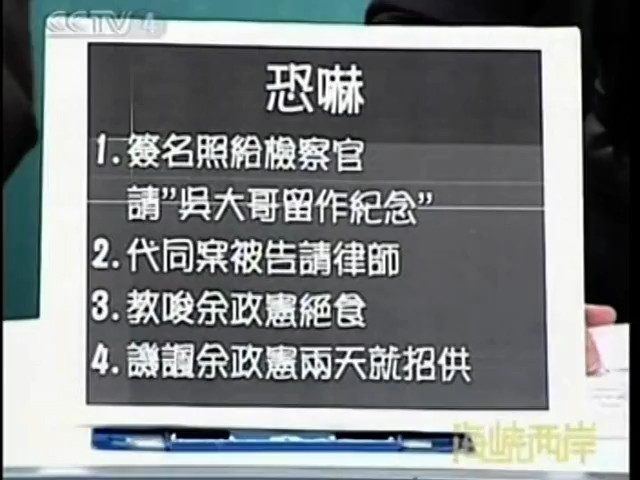 CCTV 4
恐嚇
1.簽名照給檢察官
請"吳大哥留作紀念"
2.代同案被告請律師
3.教唆余政憲絕食
4.譏諷余政憲兩天就招供
海峽兩岸